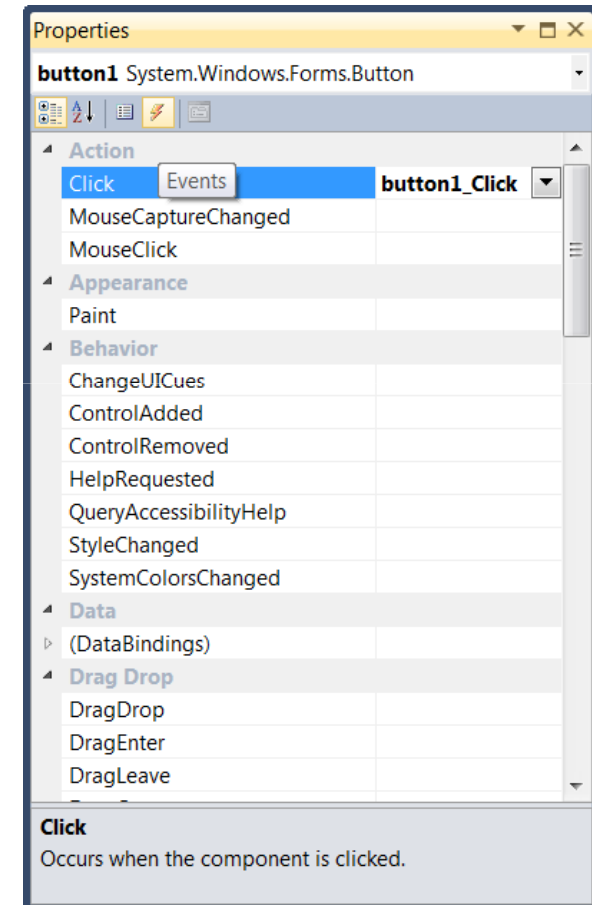 Properties
button1 System.Windows.Forms.Button
Action
Click Events button1_Click
MouseCaptureChanged
MouseClick
Appearance
Paint
Behavior
ChangeUICues
ControlAdded
ControlRemoved
HelpRequested
QueryAccessibilityHelp
StyleChanged
SystemColorsChanged
Data
(DataBindings)
Drag Drop
DragDrop
DragEnter
DragLeave
Click
Occurs when the component is clicked.